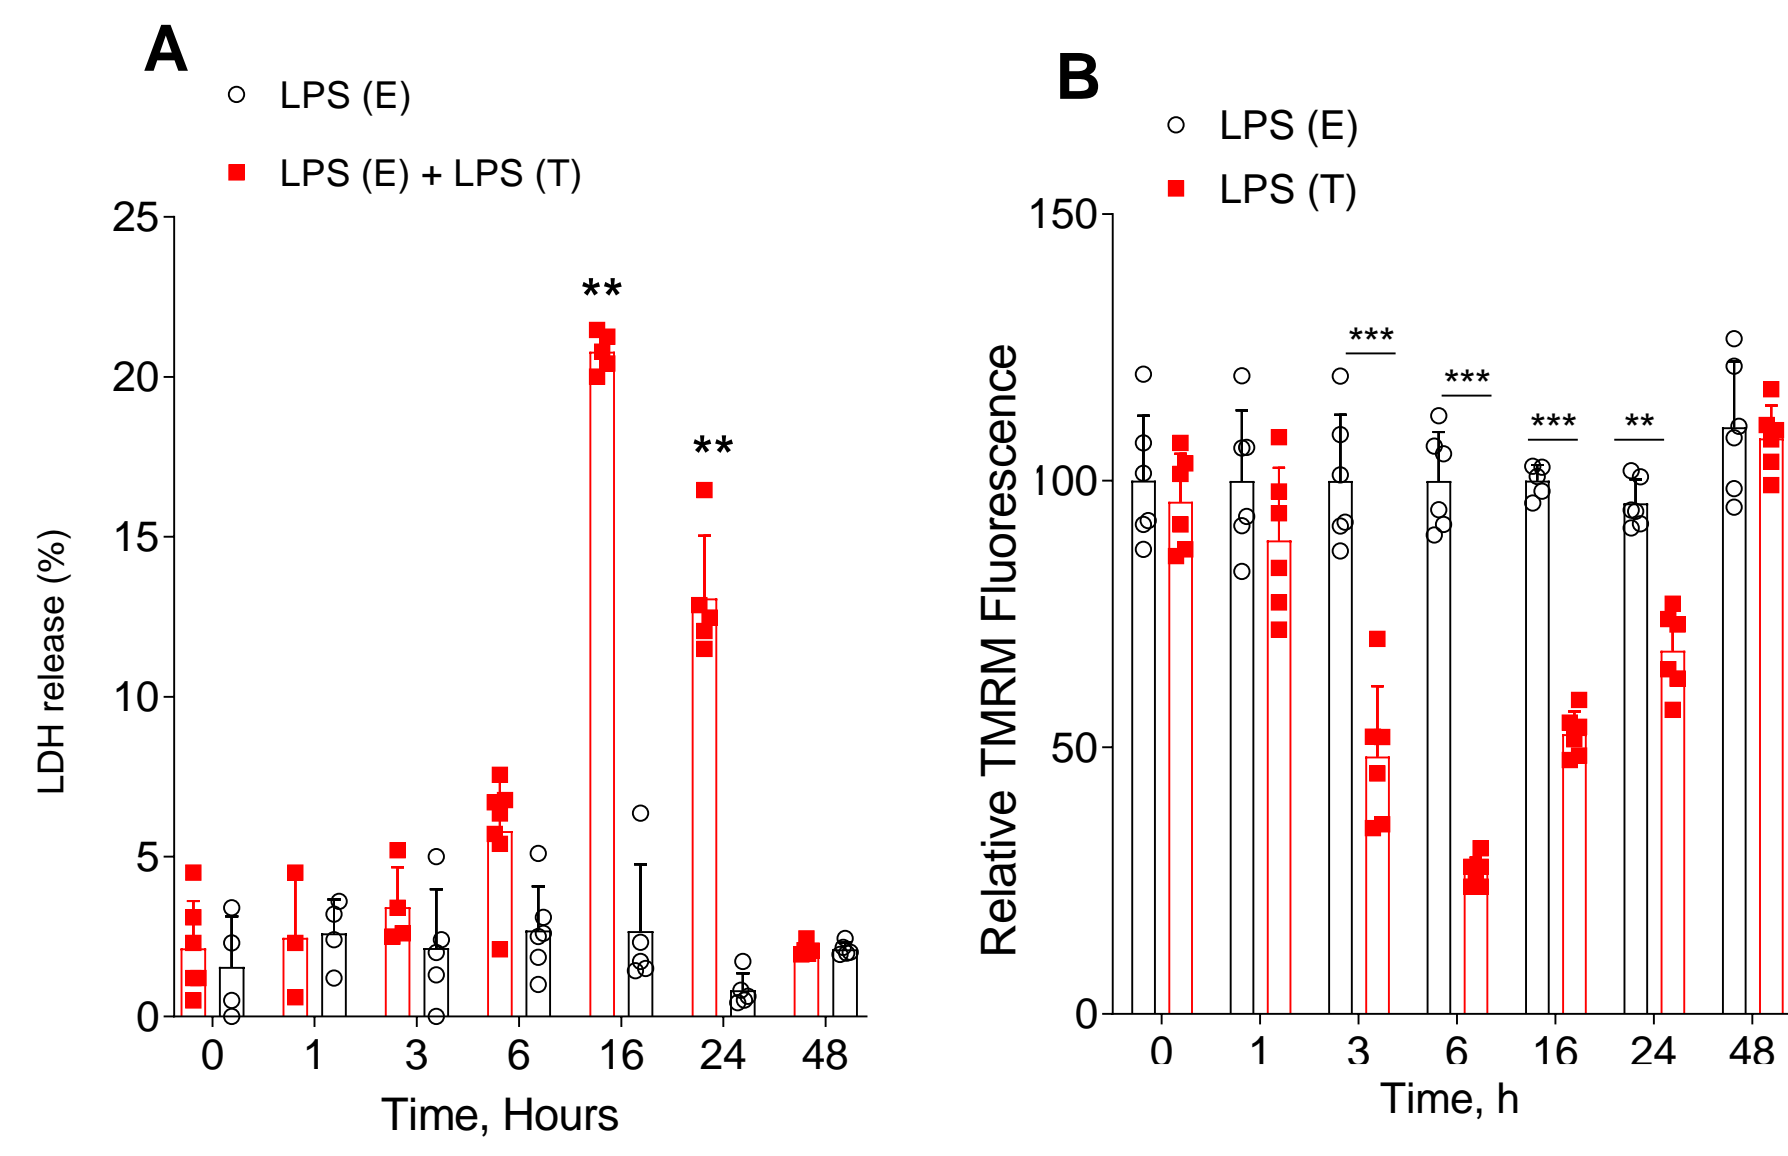 A
LPS (E)
LPS (E) + LPS (T)
25
20
15
10
5
0
LDH release (%)
**
**
0 1 3 6 16 24 48
Time, Hours
B
LPS (E)
LPS (T)
150
100
50
0
Relative TMRM Fluorescence
***
***
***
**
0 1 3 6 16 24 48
Time, h